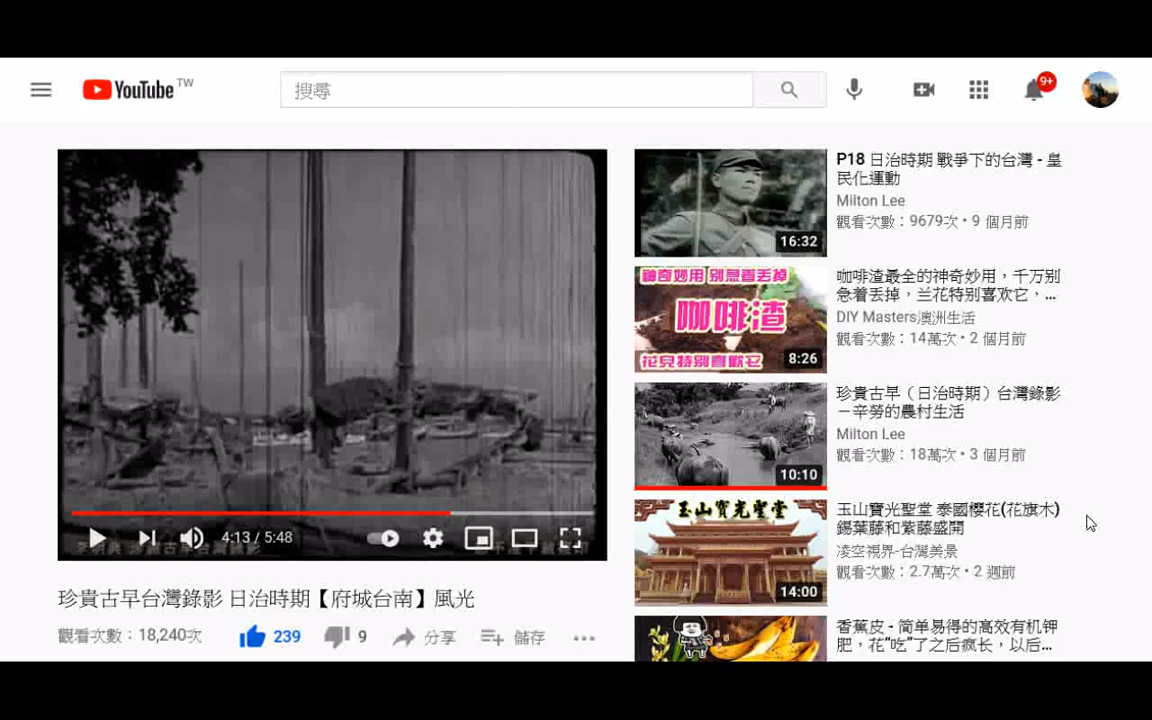 YouTube TW
搜尋
9+
4:13 / 5:48
珍貴古早台灣錄影 日治時期【府城台南】風光
觀看次數：18,240次
239
9
分享
儲存
16:32
P18 日治時期 戰爭下的台灣 - 皇
民化運動
Milton Lee
觀看次數：9679次・9 個月前
神奇妙用 别急着丢掉
咖啡渣
花兒特别喜歡它
8:26
咖啡渣最全的神奇妙用，千万别
急着丢掉，兰花特别喜欢它，...
DIY Masters澳洲生活
觀看次數：14萬次・2 個月前
10:10
珍貴古早（日治時期）台灣錄影
－辛勞的農村生活
Milton Lee
觀看次數：18萬次・3 個月前
玉山寶光聖堂
14:00
玉山寶光聖堂 泰國櫻花(花旗木)
錫葉藤和紫藤盛開
凌空視界-台灣美景
觀看次數：2.7萬次・2 週前
香蕉皮 - 简单易得的高效有机钾
肥，花“吃”了之后疯长，以后...